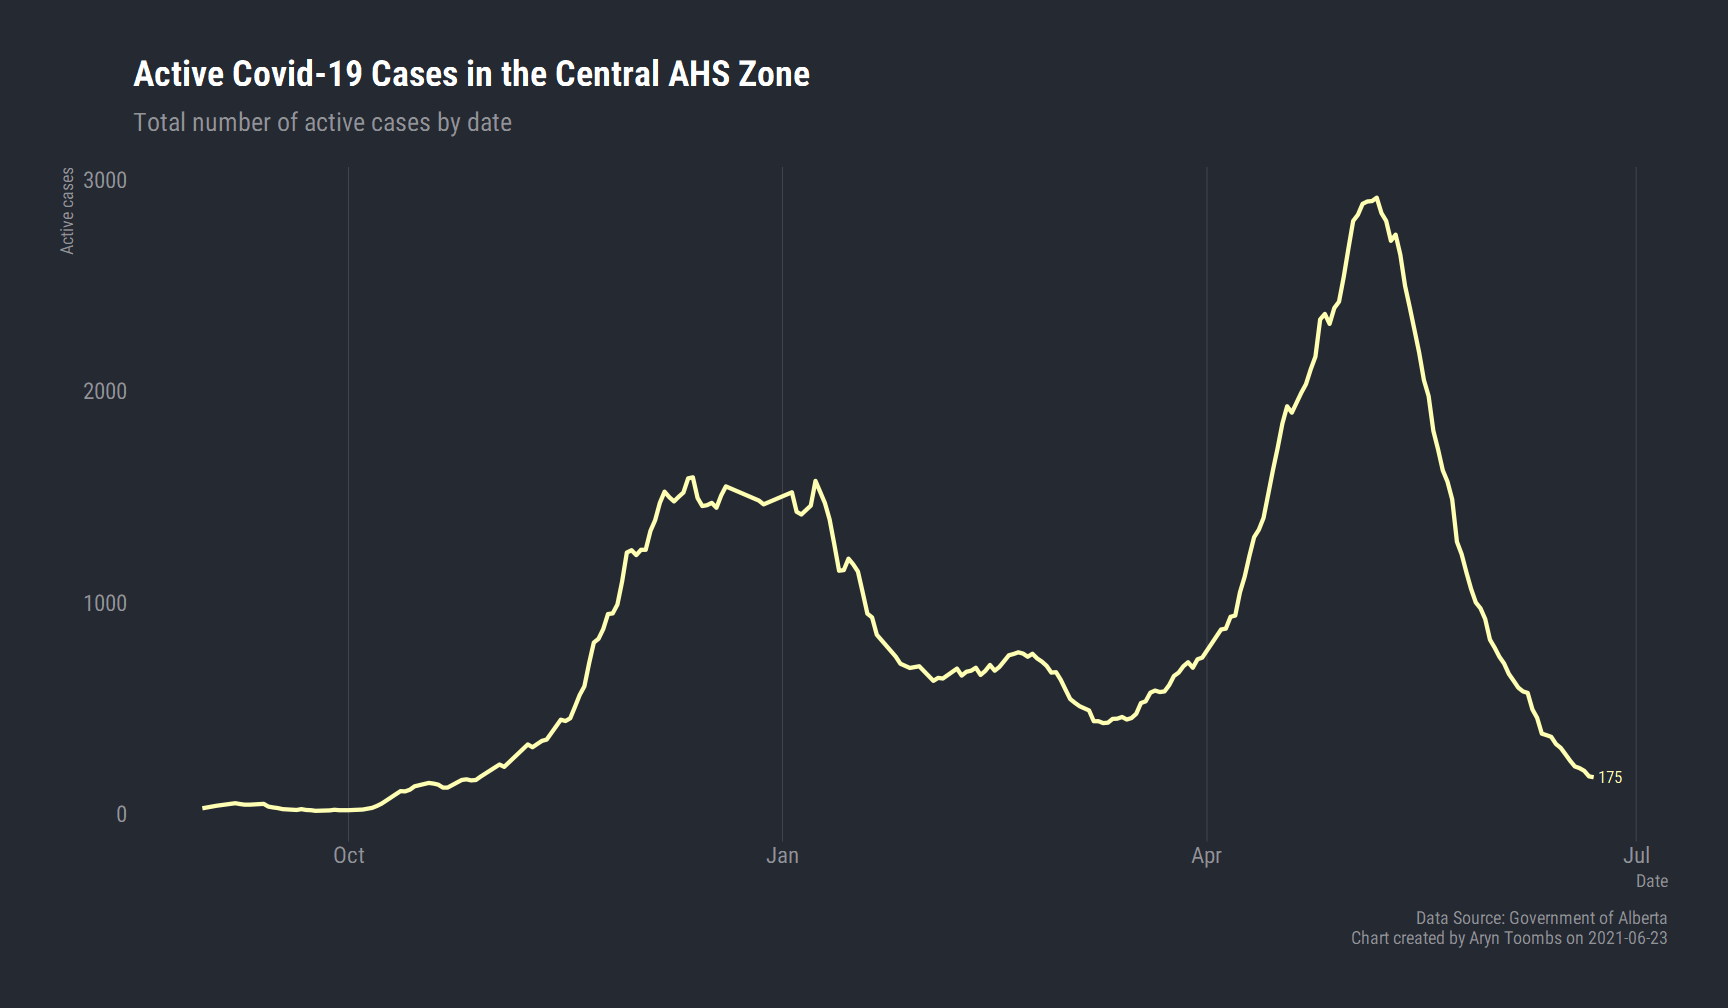 Active Covid-19 Cases in the Central AHS Zone
Total number of active cases by date
Active cases
3000
2000
1000
0
175
Oct
Jan
Apr
Jul
Date
Data Source: Government of Alberta
Chart created by Aryn Toombs on 2021-06-23